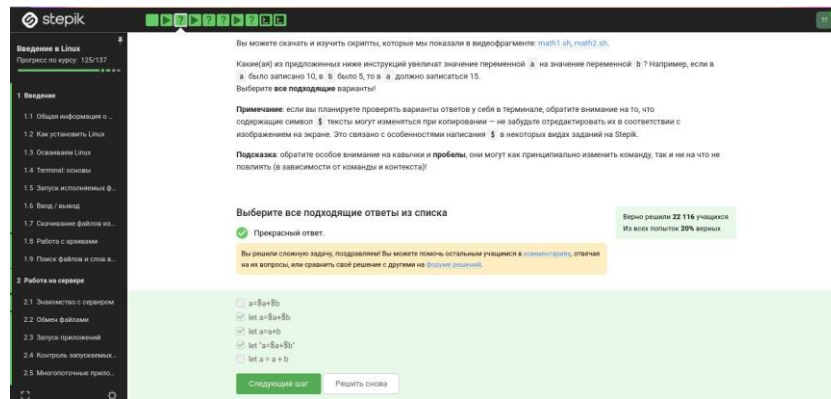 stepik
Введение в Linux
Прогресс по курсу: 125/137
1 Введение
1.1 Общая информация о ...
1.2 Как установить Linux
1.3 Осваиваем Linux
1.4 Terminal: основы
1.5 Запуск исполняемых ф...
1.6 Ввод / вывод
1.7 Скачивание файлов из...
1.8 Работа с архивами
1.9 Поиск файлов и слов в...
2 Работа на сервере
2.1 Знакомство с сервером
2.2 Обмен файлами
2.3 Запуск приложений
2.4 Контроль запускаемых...
2.5 Многопоточные прило...
Вы можете скачать и изучить скрипты, которые мы показали в видеофрагменте: math1.sh, math2.sh.
Какие(ая) из предложенных ниже инструкций увеличат значение переменной a на значение переменной b ? Например, если в
a было записано 10, в b было 5, то в a должно записаться 15.
Выберите все подходящие варианты!
Примечание: если вы планируете проверять варианты ответов у себя в терминале, обратите внимание на то, что
содержащие символ $ тексты могут изменяться при копировании — не забудьте отредактировать их в соответствии с
изображением на экране. Это связано с особенностями написания $ в некоторых видах заданий на Stepik.
Подсказка: обратите особое внимание на кавычки и пробелы, они могут как принципиально изменить команду, так и ни на что не
повлиять (в зависимости от команды и контекста)!
Выберите все подходящие ответы из списка
Прекрасный ответ.
Верно решили 22 116 учащихся
Из всех попыток 20% верных
Вы решили сложную задачу, поздравляем! Вы можете помочь остальным учащимся в комментариях, отвечая
на их вопросы, или сравнить своё решение с другими на форуме решений.
a=$a+$b
let a=$a+$b
let a=a+b
let "a=$a+$b"
let a = a + b
Следующий шаг
Решить снова